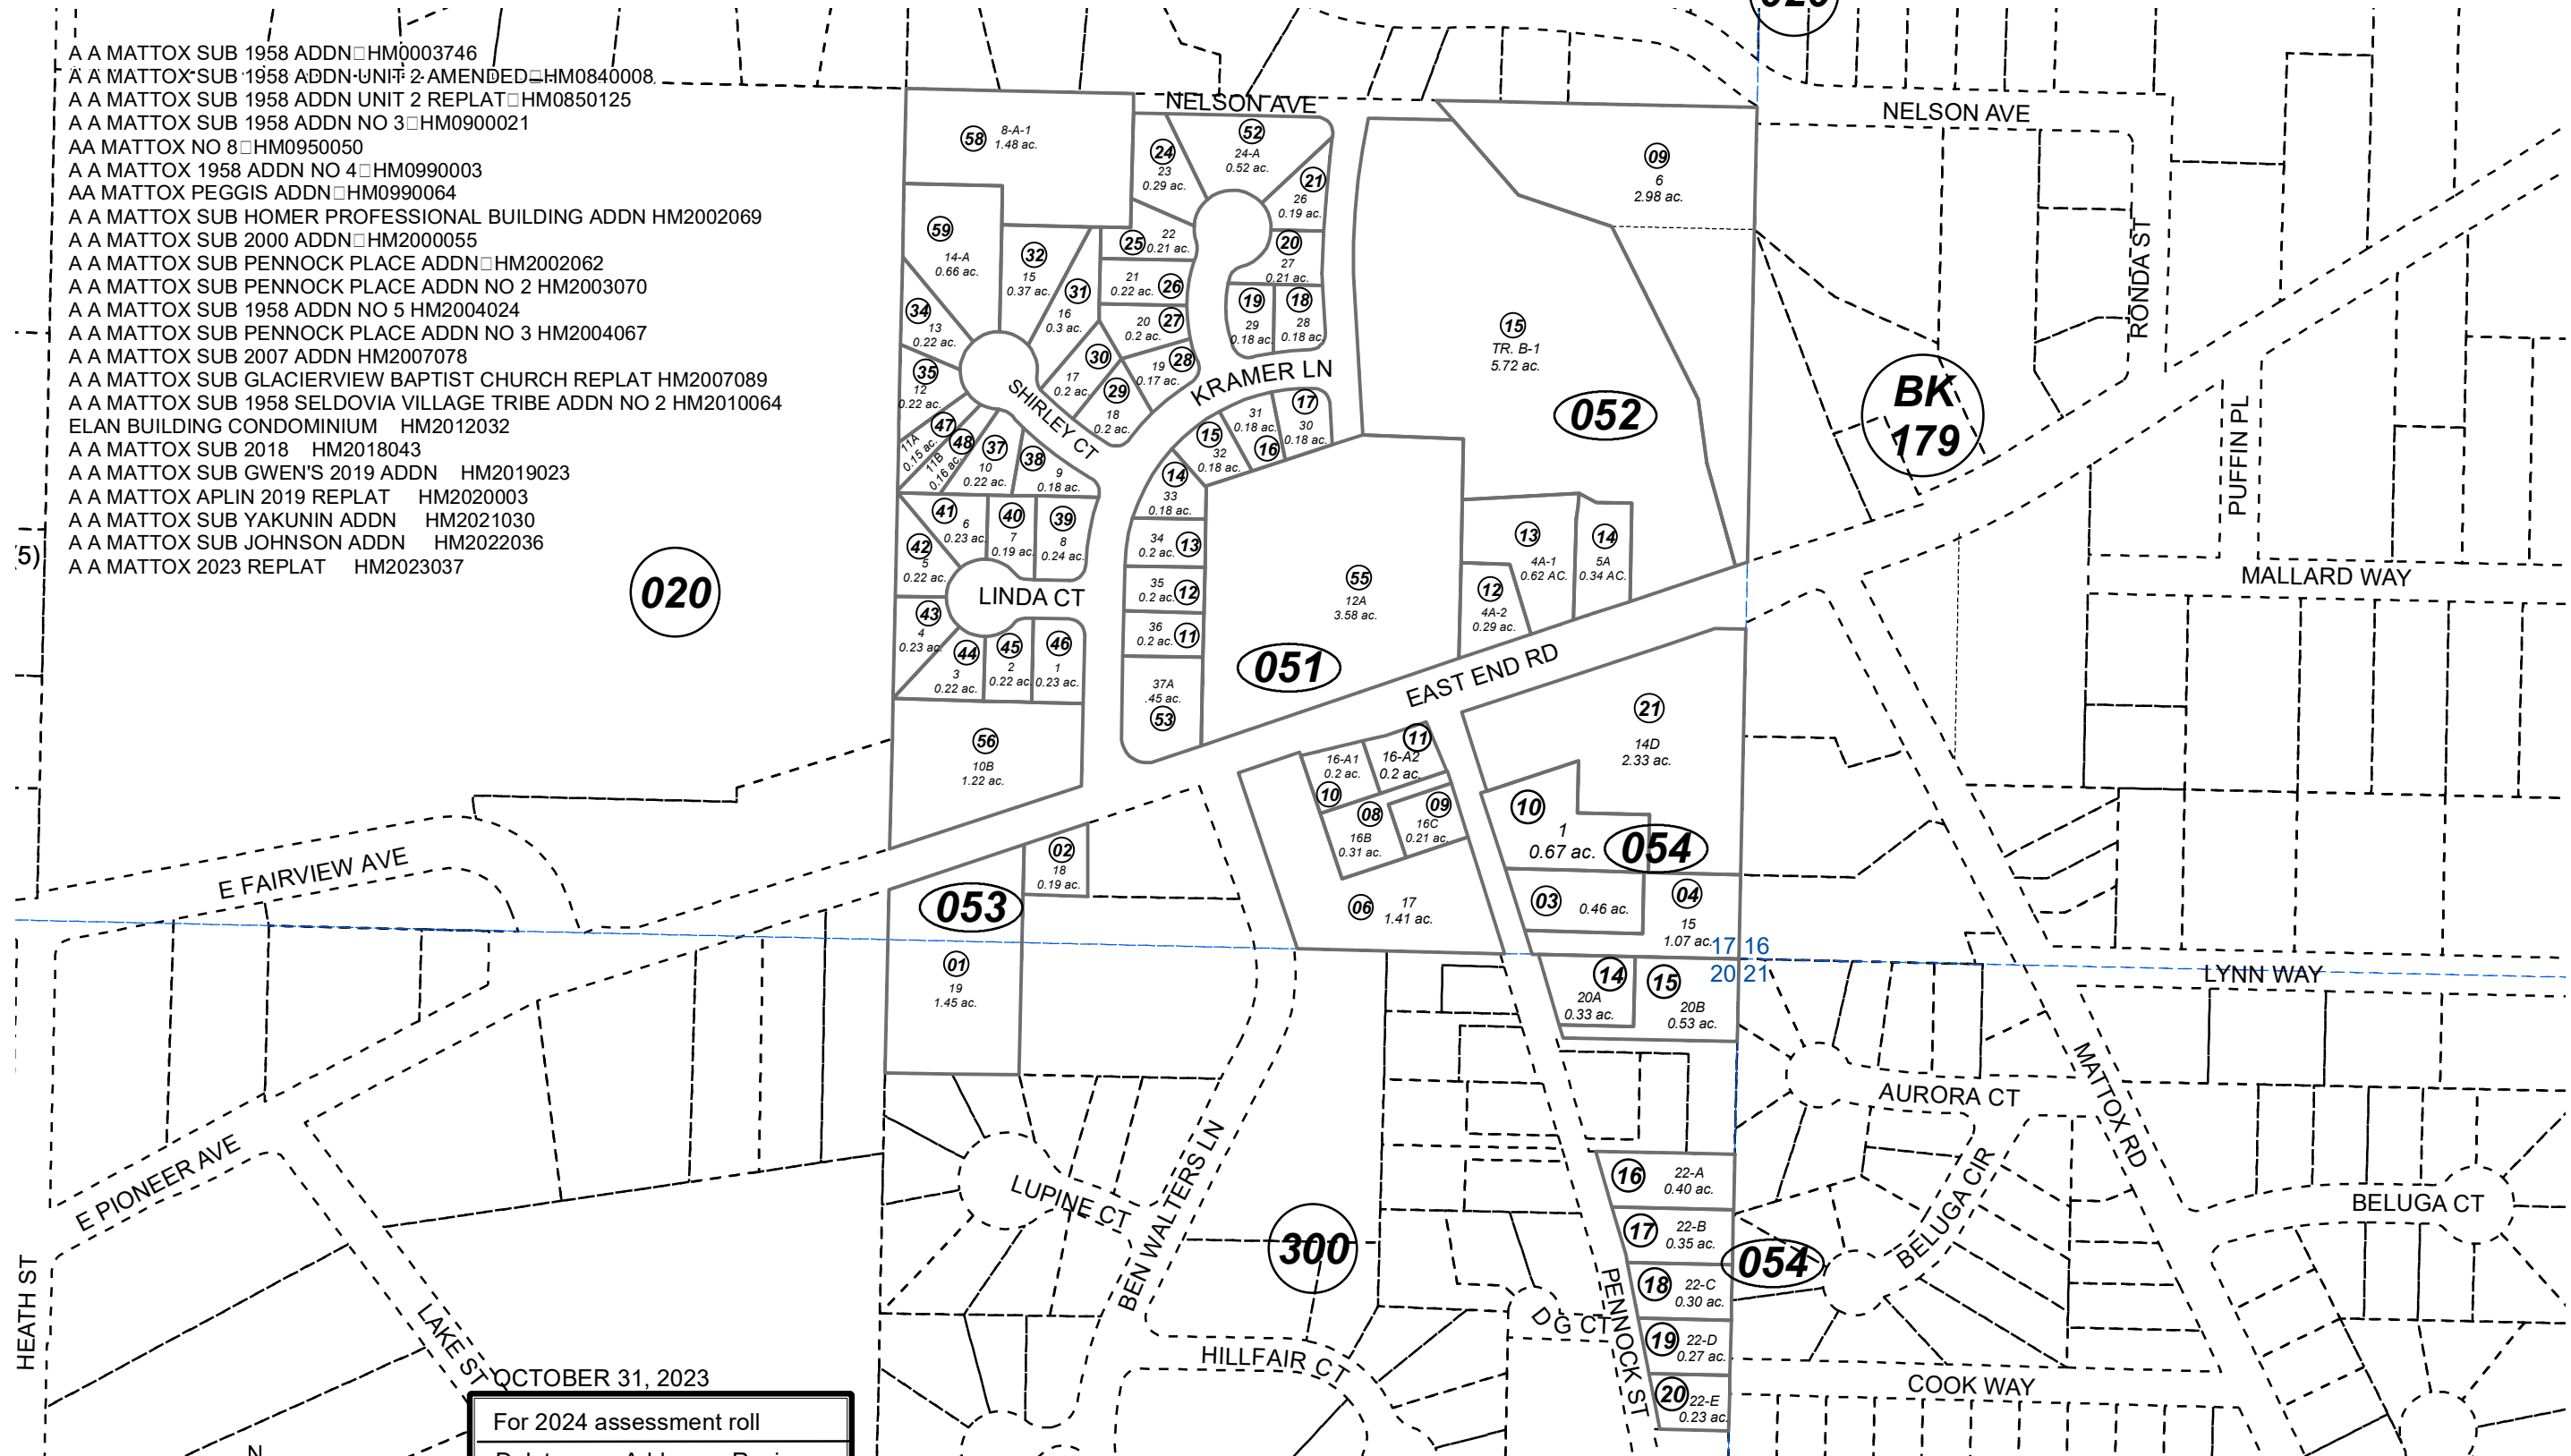 A A MATTOX SUB 1958 ADDN□HM0003746
A A MATTOX SUB 1958 ADDN UNIT 2 AMENDED□HM0840008
A A MATTOX SUB 1958 ADDN UNIT 2 REPLAT□HM0850125
A A MATTOX SUB 1958 ADDN NO 3□HM0900021
AA MATTOX NO 8□HM0950050
A A MATTOX 1958 ADDN NO 4□HM0990003
AA MATTOX PEGGIS ADDN□HM0990064
A A MATTOX SUB HOMER PROFESSIONAL BUILDING ADDN HM2002069
A A MATTOX SUB 2000 ADDN□HM2000055
A A MATTOX SUB PENNOCK PLACE ADDN□HM2002062
A A MATTOX SUB PENNOCK PLACE ADDN NO 2 HM2003070
A A MATTOX SUB 1958 ADDN NO 5 HM2004024
A A MATTOX SUB PENNOCK PLACE ADDN NO 3 HM2004067
A A MATTOX SUB 2007 ADDN HM2007078
A A MATTOX SUB GLACIERVIEW BAPTIST CHURCH REPLAT HM2007089
A A MATTOX SUB 1958 SELDOVIA VILLAGE TRIBE ADDN NO 2 HM2010064
ELAN BUILDING CONDOMINIUM HM2012032
A A MATTOX SUB 2018 HM2018043
A A MATTOX SUB GWEN'S 2019 ADDN HM2019023
A A MATTOX APLIN 2019 REPLAT HM2020003
A A MATTOX SUB YAKUNIN ADDN HM2021030
A A MATTOX SUB JOHNSON ADDN HM2022036
A A MATTOX 2023 REPLAT HM2023037
5)
020
NELSON AVE
NELSON AVE
58
8-A-1
1.48 ac.
24
23
0.29 ac.
52
24-A
0.52 ac.
21
26
0.19 ac.
09
6
2.98 ac.
59
14-A
0.66 ac.
32
15
0.37 ac.
31
16
0.3 ac.
25
22
0.21 ac.
21
0.22 ac.
26
20
0.2 ac.
27
20
27
0.21 ac.
19
29
0.18 ac.
18
28
0.18 ac.
34
13
0.22 ac.
35
12
0.22 ac.
30
17
0.2 ac.
29
18
0.2 ac.
28
19
0.17 ac.
SHIRLEY CT
KRAMER LN
15
TR. B-1
5.72 ac.
052
BK
179
RONDA ST
PUFFIN PL
MALLARD WAY
47
11A
0.15 ac.
48
11B
0.16 ac.
37
10
0.22 ac.
38
9
0.18 ac.
15
32
0.18 ac.
31
0.18 ac.
16
17
30
0.18 ac.
14
33
0.18 ac.
41
6
0.23 ac.
40
7
0.19 ac.
39
8
0.24 ac.
42
5
0.22 ac.
34
0.2 ac.
13
35
0.2 ac.
12
36
0.2 ac.
11
LINDA CT
43
4
0.23 ac.
44
3
0.22 ac.
45
2
0.22 ac.
46
1
0.23 ac.
37A
.45 ac.
53
55
12A
3.58 ac.
051
13
4A-1
0.62 AC.
14
5A
0.34 AC.
12
4A-2
0.29 ac.
EAST END RD
56
10B
1.22 ac.
21
14D
2.33 ac.
16-A1
0.2 ac.
10
11
16-A2
0.2 ac.
08
16B
0.31 ac.
09
16C
0.21 ac.
10
1
0.67 ac.
054
02
18
0.19 ac.
053
06
17
1.41 ac.
03
0.46 ac.
04
15
1.07 ac.
17 16
20 21
E FAIRVIEW AVE
01
19
1.45 ac.
14
20A
0.33 ac.
15
20B
0.53 ac.
LYNN WAY
MATTOX RD
AURORA CT
E PIONEER AVE
LUPINE CT
BEN WALTERS LN
16
22-A
0.40 ac.
17
22-B
0.35 ac.
18
22-C
0.30 ac.
19
22-D
0.27 ac.
20
22-E
0.23 ac.
054
BELUGA CIR
BELUGA CT
300
HEATH ST
LAKE ST
HILLFAIR CT
D G CT
PENNOCK ST
COOK WAY
OCTOBER 31, 2023
For 2024 assessment roll
N